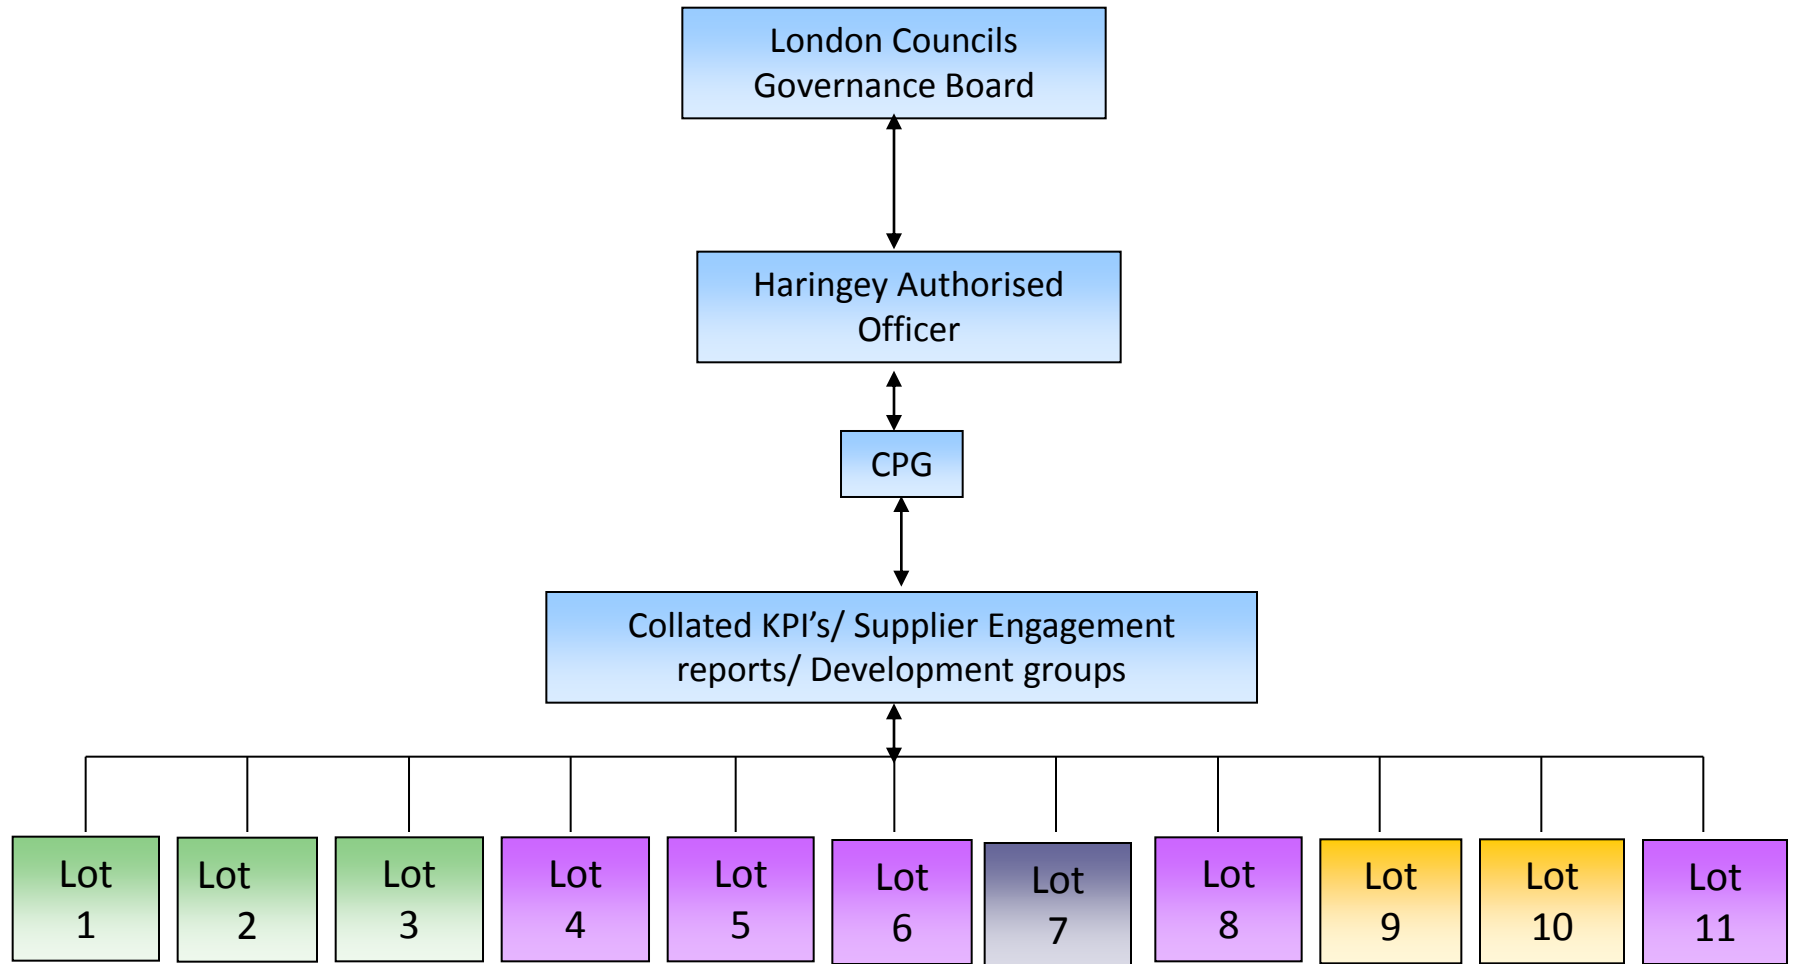 London Councils
Governance Board
Haringey Authorised
Officer
CPG
Collated KPI’s/ Supplier Engagement
reports/ Development groups
Lot
1
Lot
2
Lot
3
Lot
4
Lot
5
Lot
6
Lot
7
Lot
8
Lot
9
Lot
10
Lot
11